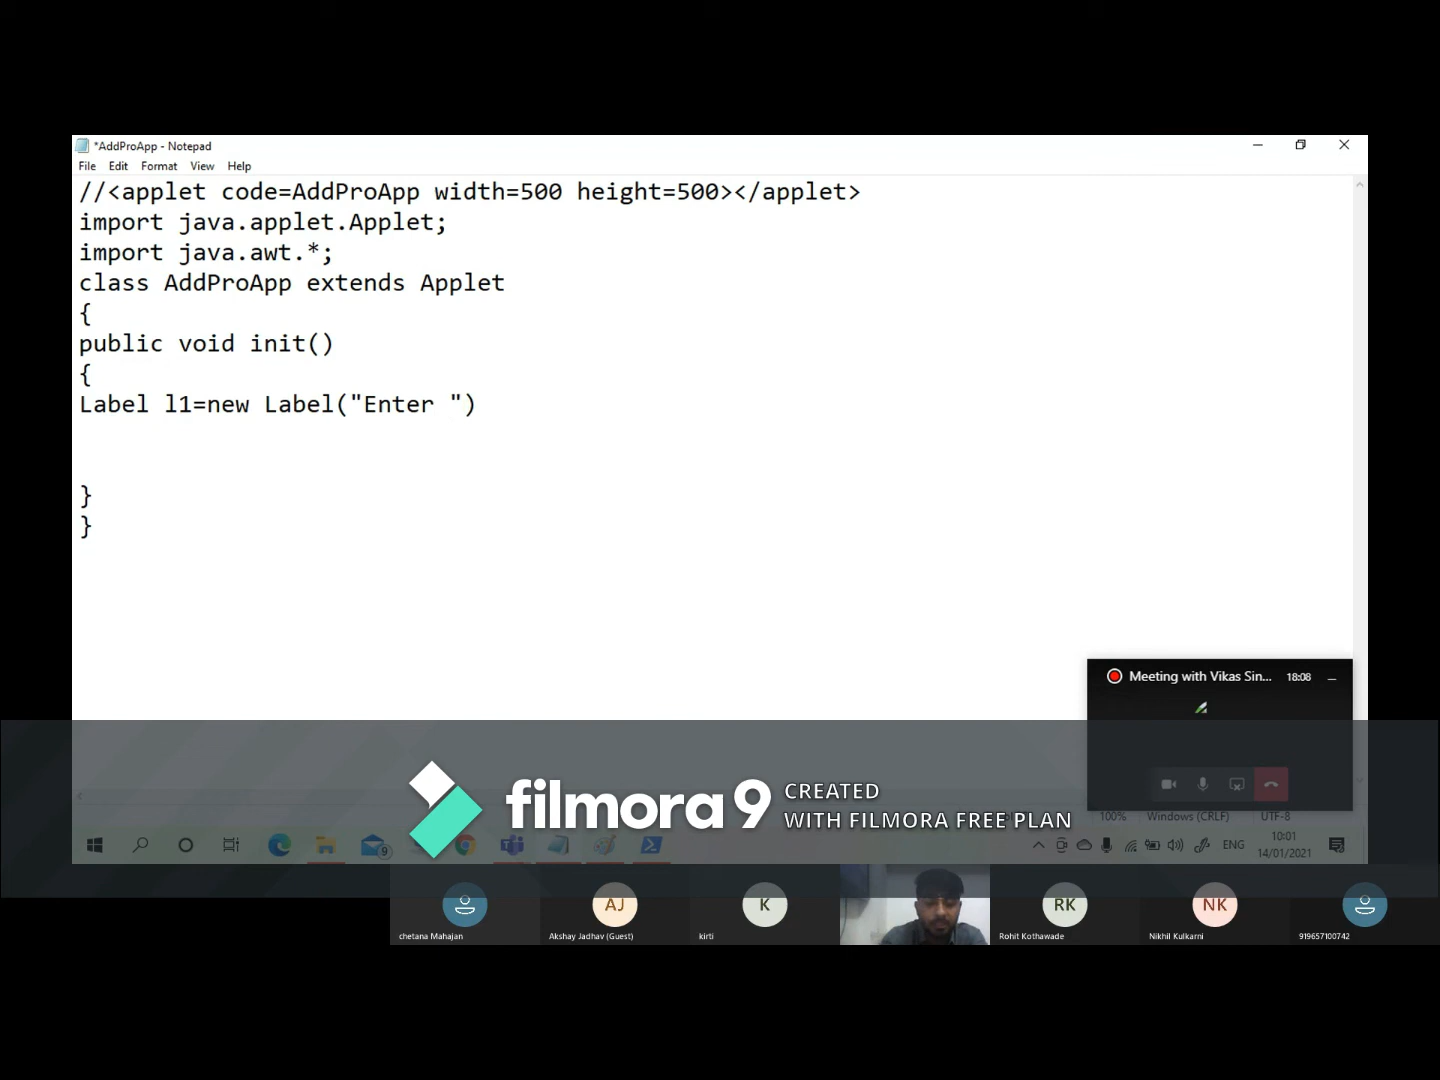 *AddProApp - Notepad
File Edit Format View Help
//<applet code=AddProApp width=500 height=500></applet>
import java.applet.Applet;
import java.awt.*;
class AddProApp extends Applet
{
public void init()
{
Label l1=new Label("Enter ")
}
}
Meeting with Vikas Sin... 18:08
filmora9 CREATED
WITH FILMORA FREE PLAN
100% Windows (CRLF) UTF-8
9
ENG
10:01
14/01/2021
AJ K RK NK
chetana Mahajan Akshay Jadhav (Guest) kirti Rohit Kothawade Nikhil Kulkarni 919657100742